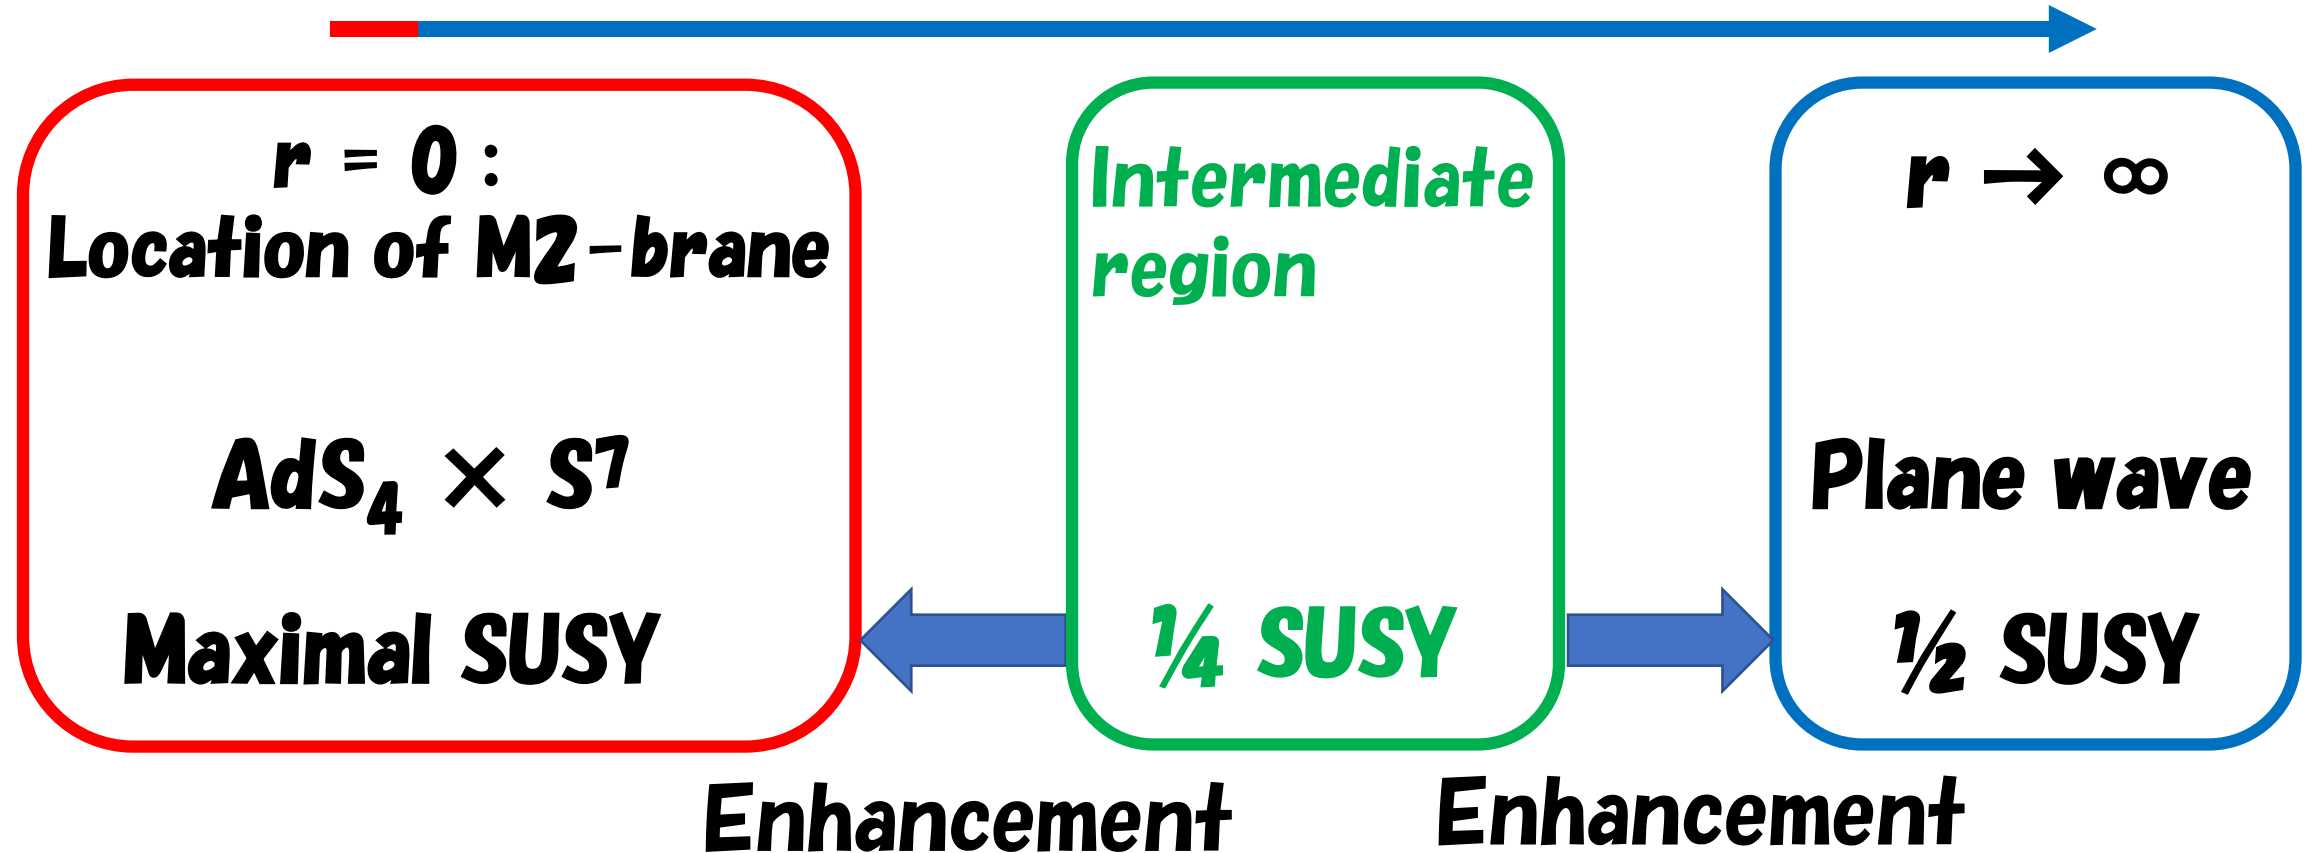 r = 0 :
Location of M2-brane
AdS₄ × S⁷
Maximal SUSY
Intermediate
region
¼ SUSY
r → ∞
Plane wave
½ SUSY
Enhancement
Enhancement